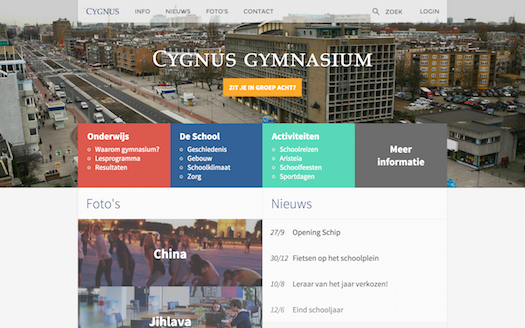 CYGNUS INFO NIEUWS FOTO'S CONTACT ZOEK LOGIN
CYGNUS GYMNASIUM
ZIT JE IN GROEP ACHT?
Onderwijs
Waarom gymnasium?
Lesprogramma
Resultaten
De School
Geschiedenis
Gebouw
Schoolklimaat
Zorg
Activiteiten
Schoolreizen
Aristeia
Schoolfeesten
Sportdagen
Meer
informatie
Foto's
China
Jihlava
Nieuws
27/9 Opening Schip
30/12 Fietsen op het schoolplein
10/8 Leraar van het jaar verkozen!
12/6 Eind schooljaar